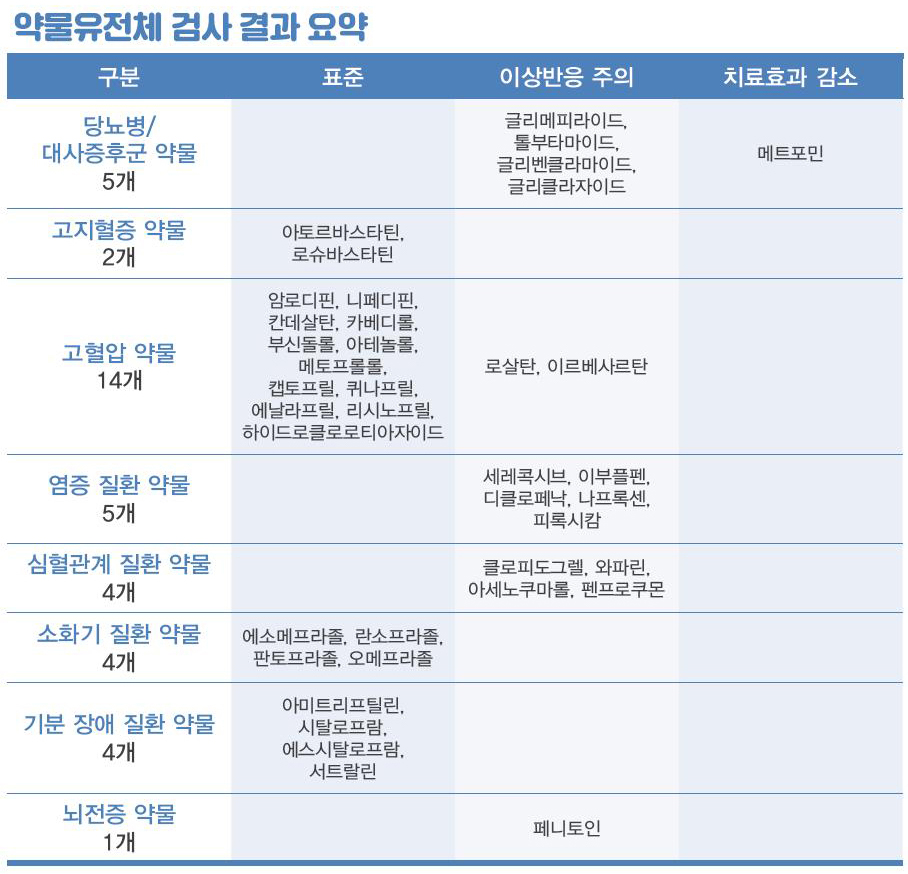 약물유전체 검사 결과 요약
구분 표준 이상반응 주의 치료효과 감소
당뇨병/
대사증후군 약물
5개
글리메피라이드,
톨부타마이드,
글리벤클라마이드,
글리클라자이드
메트포민
고지혈증 약물
2개
아토르바스타틴,
로슈바스타틴
고혈압 약물
14개
암로디핀, 니페디핀,
칸데살탄, 카베디롤,
부신돌롤, 아테놀롤,
메토프롤롤,
캡토프릴, 퀴나프릴,
에날라프릴, 리시노프릴,
하이드로클로로티아자이드
로살탄, 이르베사르탄
염증 질환 약물
5개
세레콕시브, 이부플펜,
디클로페낙, 나프록센,
피록시캄
심혈관계 질환 약물
4개
클로피도그렐, 와파린,
아세노쿠마롤, 펜프로쿠몬
소화기 질환 약물
4개
에소메프라졸, 란소프라졸,
판토프라졸, 오메프라졸
기분 장애 질환 약물
4개
아미트리프틸린,
시탈로프람,
에스시탈로프람,
서트랄린
뇌전증 약물
1개
페니토인